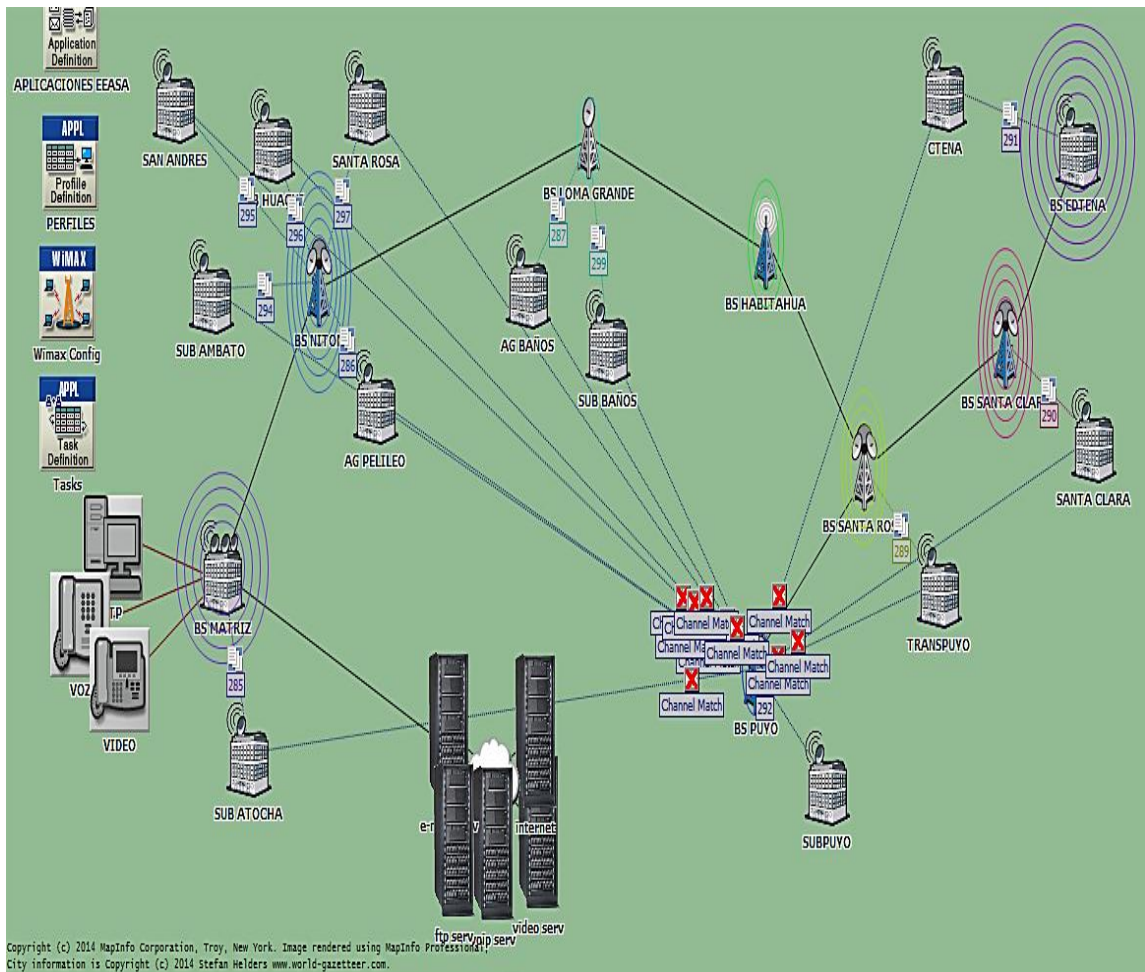 Application
Definition
APLICACIONES EEASA
APPL
Profile
Definition
PERFILES
WiMAX
Wimax Config
APPL
Task
Definition
Tasks
SAN ANDRES
SANTA ROSA
295
296
297
SUB AMBATO
294
BS NITON
286
AG PELILEO
BS LOMA GRANDE
287
299
AG BAÑOS
SUB BAÑOS
BS HABITAHUA
CTENA
291
BS EDTENA
BS SANTA CLARA
290
SANTA CLARA
BS SANTA ROSA
289
TRANSPUYO
BS MATRIZ
VOZ
VIDEO
285
SUB ATOCHA
Channel Match
Channel Match
Channel Match
Channel Match
Channel Match
Channel Match
292
BS PUYO
SUBPUYO
internet
ftp serv
voip serv
video serv
Copyright (c) 2014 MapInfo Corporation, Troy, New York. Image rendered using MapInfo Professional,
City information is Copyright (c) 2014 Stefan Helders www.world-gazetteer.com.